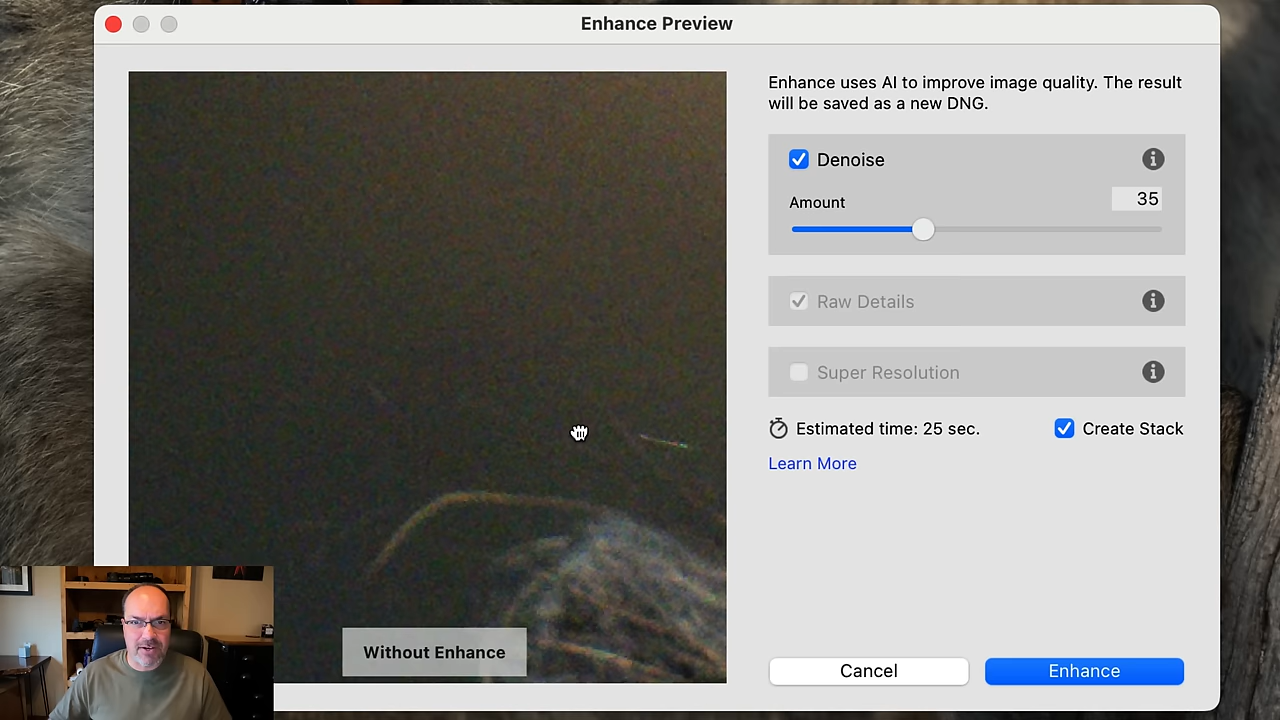 Enhance Preview
Enhance uses AI to improve image quality. The result
will be saved as a new DNG.
Denoise
Amount
35
Raw Details
Super Resolution
Estimated time: 25 sec.
Create Stack
Learn More
Without Enhance
Cancel
Enhance